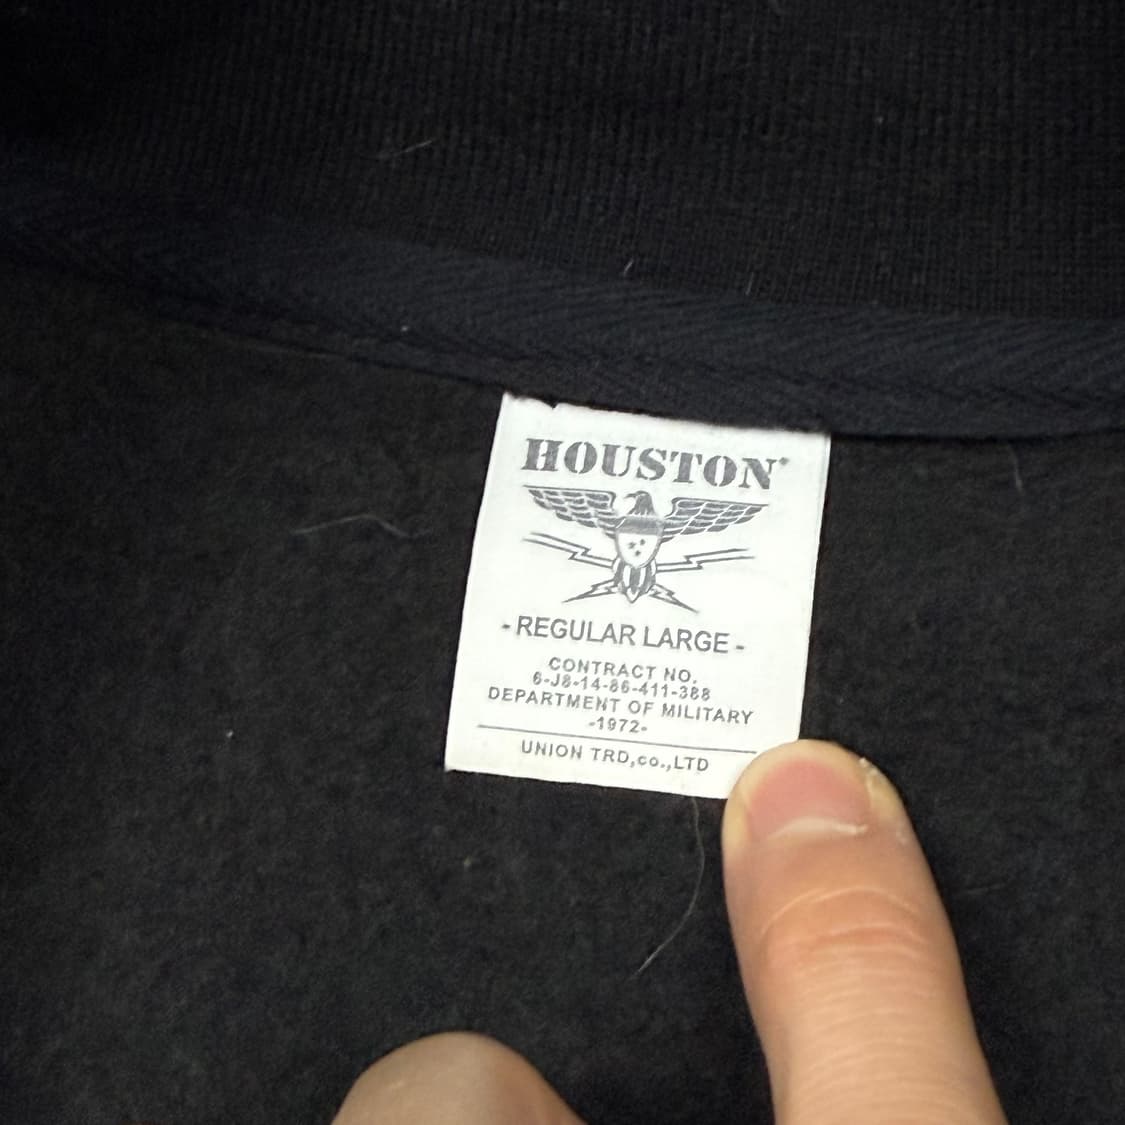 HOUSTON
- REGULAR LARGE -
CONTRACT NO.
6-J8-14-86-411-388
DEPARTMENT OF MILITARY
-1972-
UNION TRD,co.,LTD